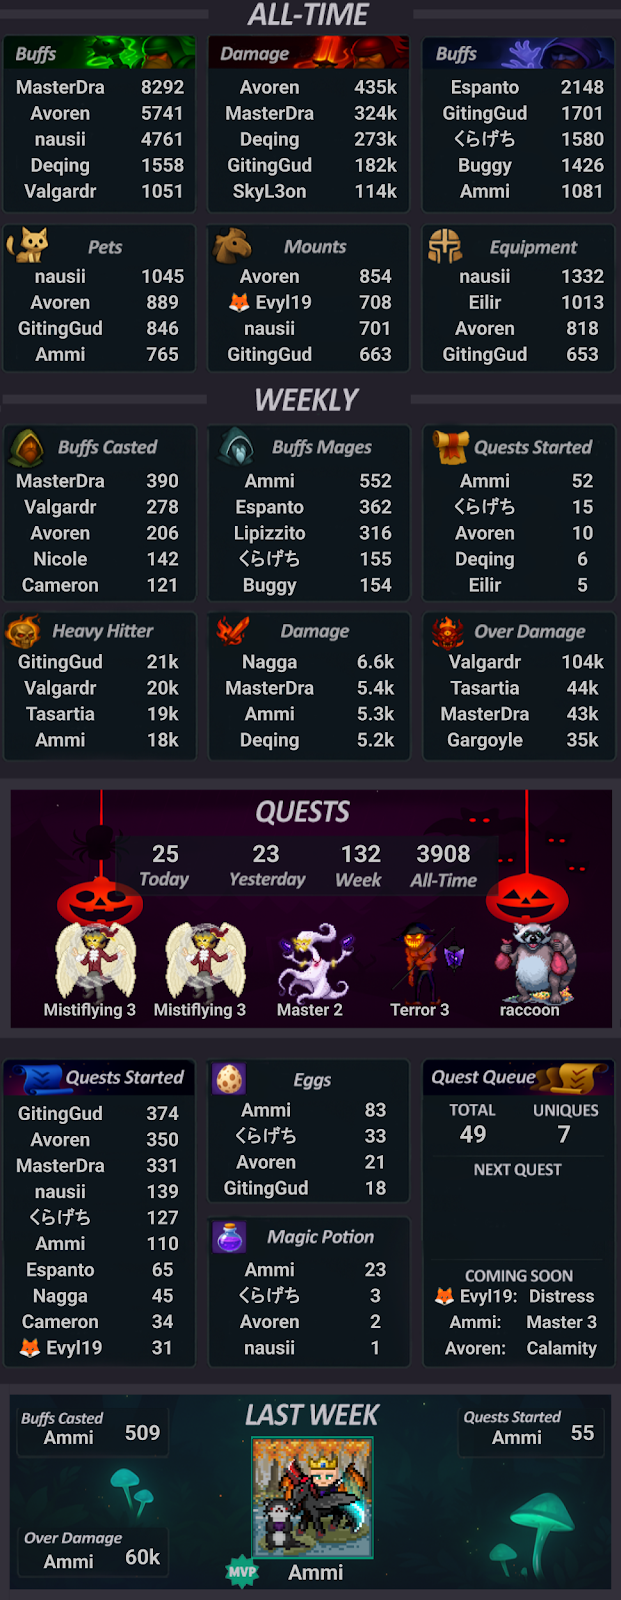 ALL-TIME
Buffs
MasterDra 8292
Avoren 5741
nausii 4761
Deqing 1558
Valgardr 1051
Damage
Avoren 435k
MasterDra 324k
Deqing 273k
GitingGud 182k
SkyL3on 114k
Buffs
Espanto 2148
GitingGud 1701
くらげち 1580
Buggy 1426
Ammi 1081
Pets
nausii 1045
Avoren 889
GitingGud 846
Ammi 765
Mounts
Avoren 854
🦊 Evyl19 708
nausii 701
GitingGud 663
Equipment
nausii 1332
Eilir 1013
Avoren 818
GitingGud 653
WEEKLY
Buffs Casted
MasterDra 390
Valgardr 278
Avoren 206
Nicole 142
Cameron 121
Buffs Mages
Ammi 552
Espanto 362
Lipizzito 316
くらげち 155
Buggy 154
Quests Started
Ammi 52
くらげち 15
Avoren 10
Deqing 6
Eilir 5
Heavy Hitter
GitingGud 21k
Valgardr 20k
Tasartia 19k
Ammi 18k
Damage
Nagga 6.6k
MasterDra 5.4k
Ammi 5.3k
Deqing 5.2k
Over Damage
Valgardr 104k
Tasartia 44k
MasterDra 43k
Gargoyle 35k
QUESTS
25 23 132 3908
Today Yesterday Week All-Time
Mistiflying 3 Mistiflying 3 Master 2 Terror 3 raccoon
Quests Started
GitingGud 374
Avoren 350
MasterDra 331
nausii 139
くらげち 127
Ammi 110
Espanto 65
Nagga 45
Cameron 34
🦊 Evyl19 31
Eggs
Ammi 83
くらげち 33
Avoren 21
GitingGud 18
Magic Potion
Ammi 23
くらげち 3
Avoren 2
nausii 1
Quest Queue
TOTAL UNIQUES
49 7
NEXT QUEST
COMING SOON
🦊 Evyl19: Distress
Ammi: Master 3
Avoren: Calamity
LAST WEEK
Buffs Casted
Ammi 509
Quests Started
Ammi 55
Over Damage
Ammi 60k
MVP
Ammi